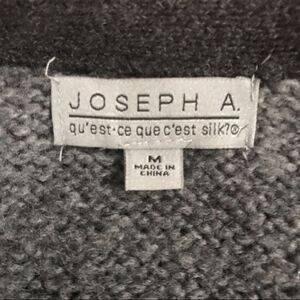 JOSEPH A.
qu'est-ce que c'est silk?®
M
MADE IN
CHINA